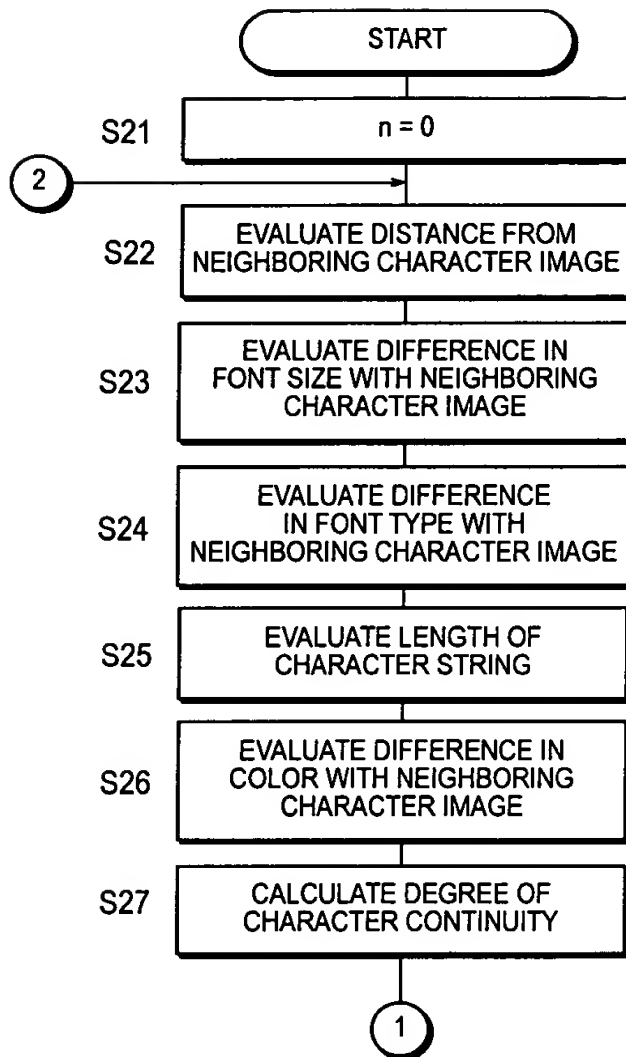 START
S21
n = 0
2
S22
EVALUATE DISTANCE FROM
NEIGHBORING CHARACTER IMAGE
S23
EVALUATE DIFFERENCE IN
FONT SIZE WITH NEIGHBORING
CHARACTER IMAGE
S24
EVALUATE DIFFERENCE
IN FONT TYPE WITH
NEIGHBORING CHARACTER IMAGE
S25
EVALUATE LENGTH OF
CHARACTER STRING
S26
EVALUATE DIFFERENCE IN
COLOR WITH NEIGHBORING
CHARACTER IMAGE
S27
CALCULATE DEGREE OF
CHARACTER CONTINUITY
1